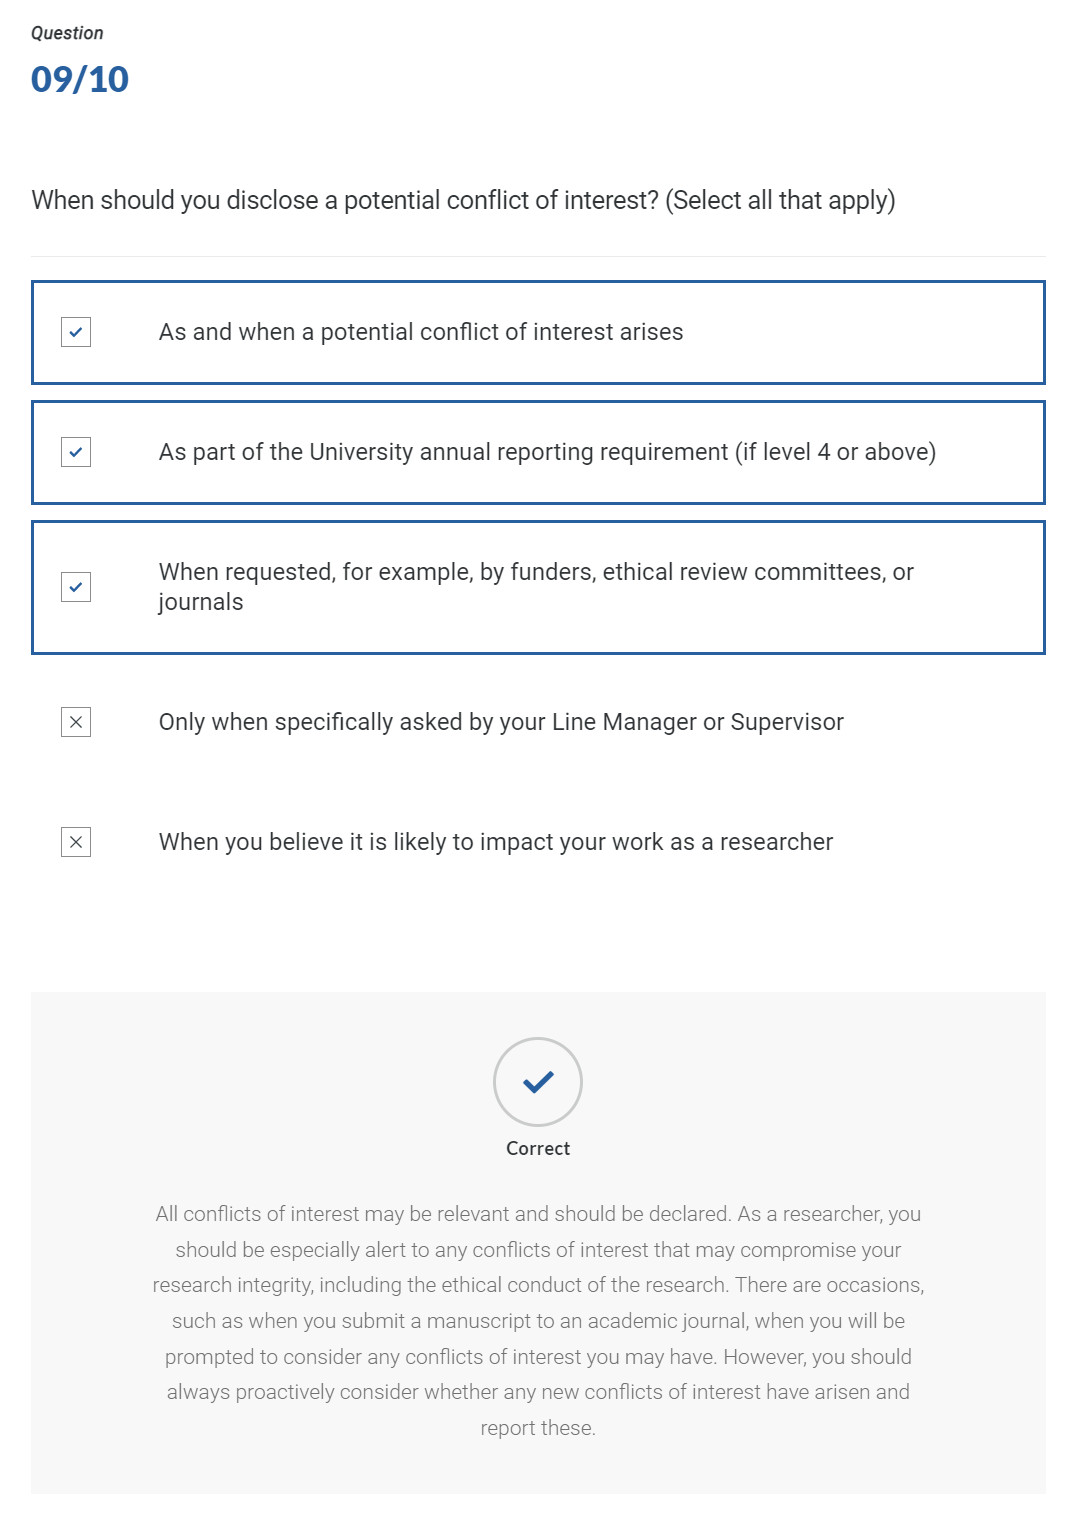 Question
09/10
When should you disclose a potential conflict of interest? (Select all that apply)
As and when a potential conflict of interest arises
As part of the University annual reporting requirement (if level 4 or above)
When requested, for example, by funders, ethical review committees, or
journals
Only when specifically asked by your Line Manager or Supervisor
When you believe it is likely to impact your work as a researcher
Correct
All conflicts of interest may be relevant and should be declared. As a researcher, you
should be especially alert to any conflicts of interest that may compromise your
research integrity, including the ethical conduct of the research. There are occasions,
such as when you submit a manuscript to an academic journal, when you will be
prompted to consider any conflicts of interest you may have. However, you should
always proactively consider whether any new conflicts of interest have arisen and
report these.